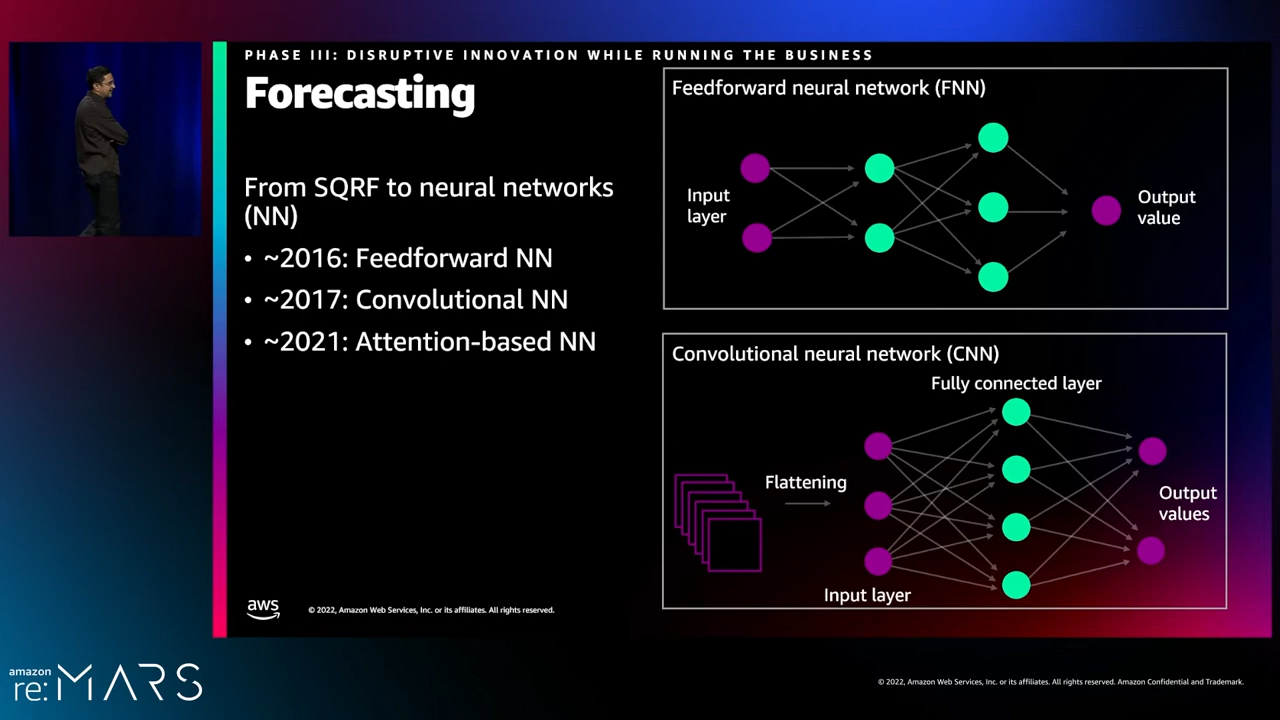 PHASE III: DISRUPTIVE INNOVATION WHILE RUNNING THE BUSINESS
Forecasting
From SQRF to neural networks
(NN)
• ~2016: Feedforward NN
• ~2017: Convolutional NN
• ~2021: Attention-based NN
Feedforward neural network (FNN)
Input
layer
Output
value
Convolutional neural network (CNN)
Fully connected layer
Flattening
Output
values
Input layer
aws
© 2022, Amazon Web Services, Inc. or its affiliates. All rights reserved.
amazon
re:MARS
© 2022, Amazon Web Services, Inc. or its affiliates. All rights reserved. Amazon Confidential and Trademark.